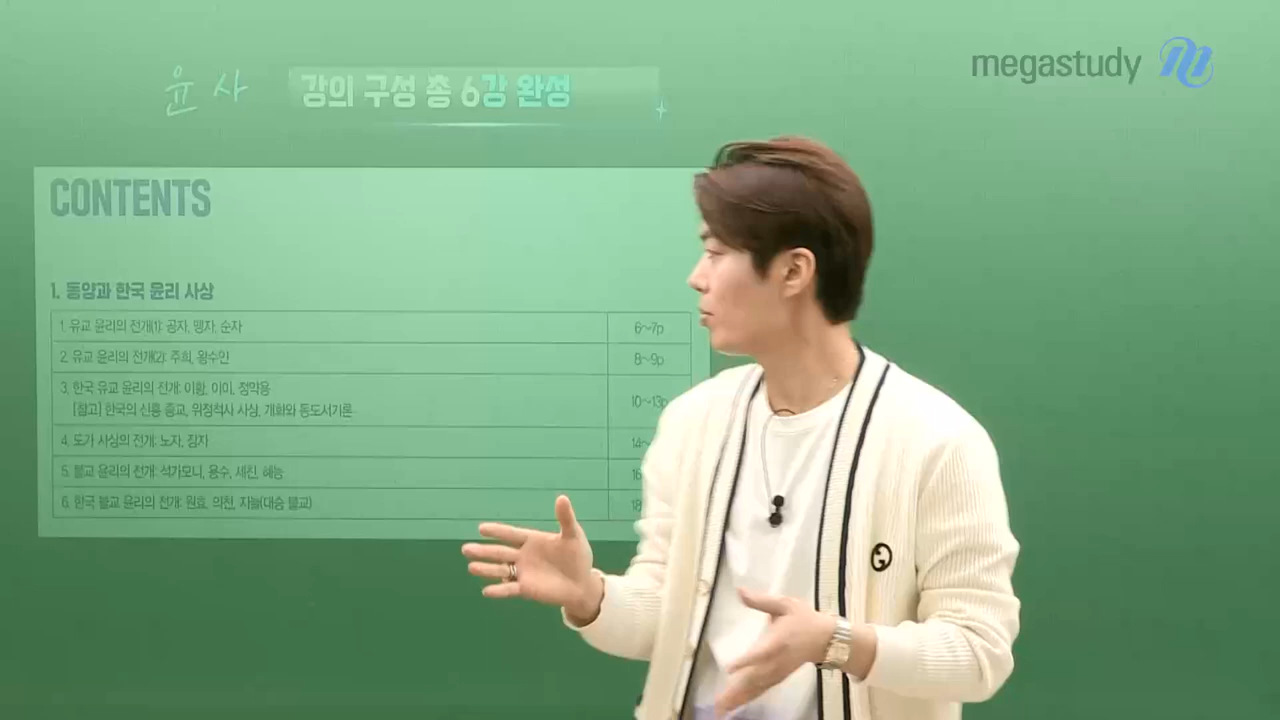 megastudy
윤사 강의 구성 총 6강 완성
CONTENTS
1. 동양과 한국 윤리 사상
1. 유교 윤리의 전개(1): 공자, 맹자, 순자 6~7p
2. 유교 윤리의 전개(2): 주희, 왕수인 8~9p
3. 한국 유교 윤리의 전개: 이황, 이이, 정약용 10~13p
[참고] 한국의 신흥 종교, 위정척사 사상, 개화와 동도서기론
4. 도가 사상의 전개: 노자, 장자 14~
5. 불교 윤리의 전개: 석가모니, 용수, 세친, 혜능 16
6. 한국 불교 윤리의 전개: 원효, 의천, 지눌(대승 불교) 18